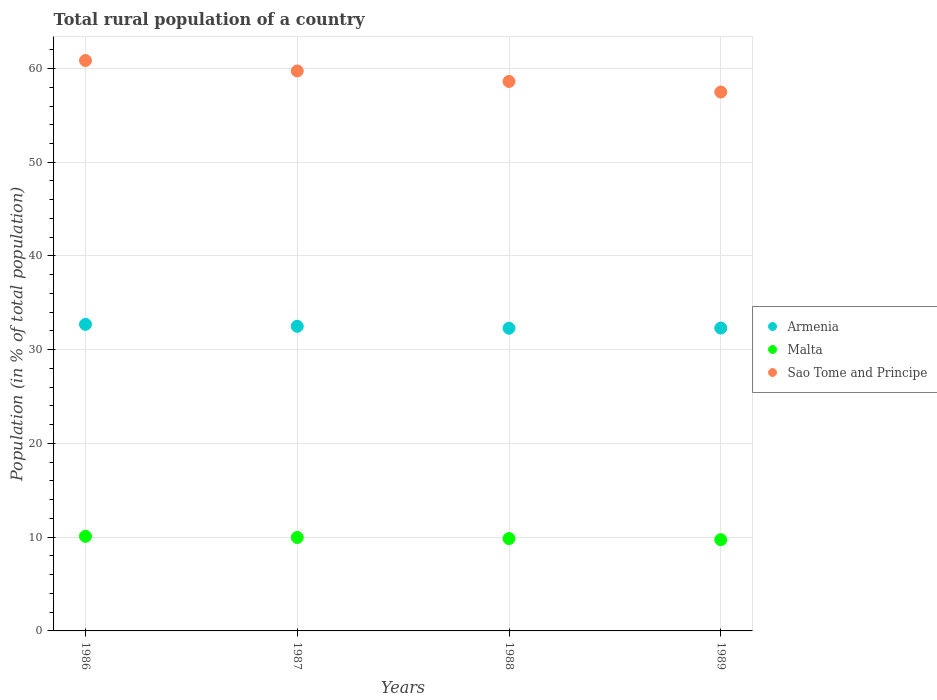 Total rural population of a country
Population (in % of total population)
60
50
40
30
20
10
0
1986
1987
1988
1989
Years
Armenia
Malta
Sao Tome and Principe